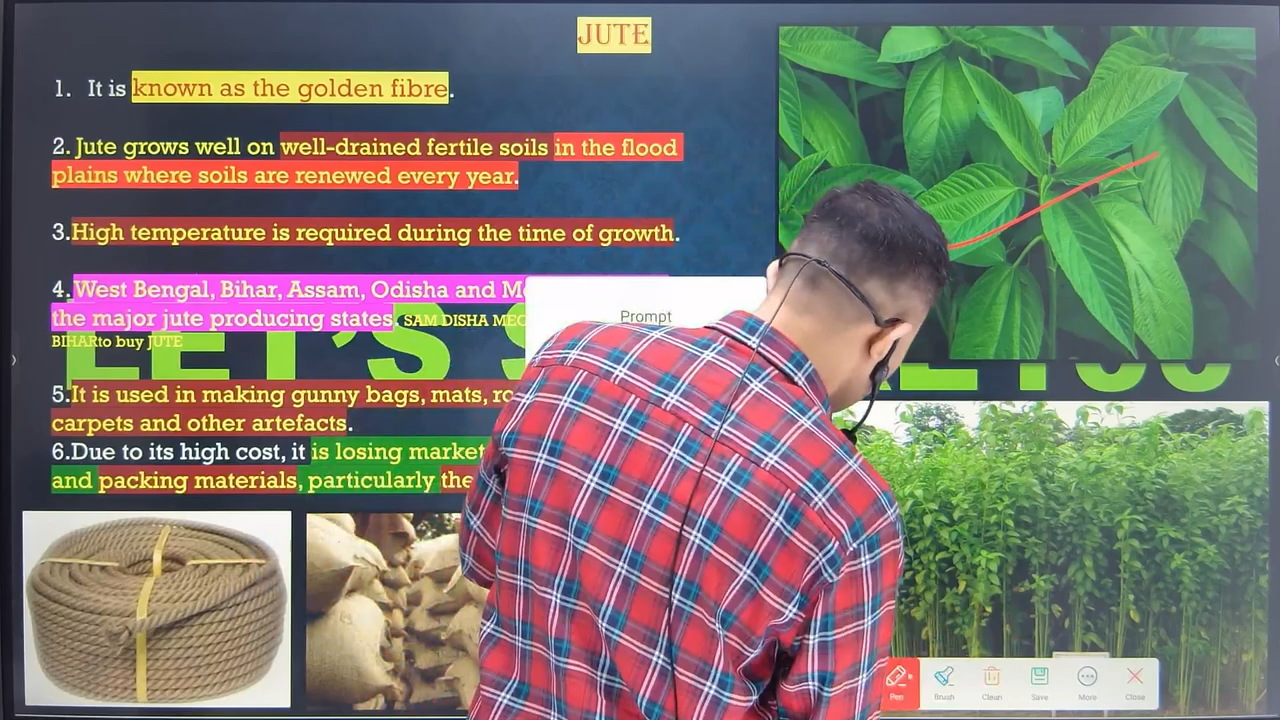 JUTE
1. It is known as the golden fibre.
2. Jute grows well on well-drained fertile soils in the flood
plains where soils are renewed every year.
3.High temperature is required during the time of growth.
4.West Bengal, Bihar, Assam, Odisha and
the major jute producing states. SAM DISHA
BIHARto buy JUTE
LET'S
Prompt
5.It is used in making gunny bags, mats,
carpets and other artefacts.
6.Due to its high cost, it is losing market
and packing materials, particularly the
Pen
Brush
Clean
Save
More
Close